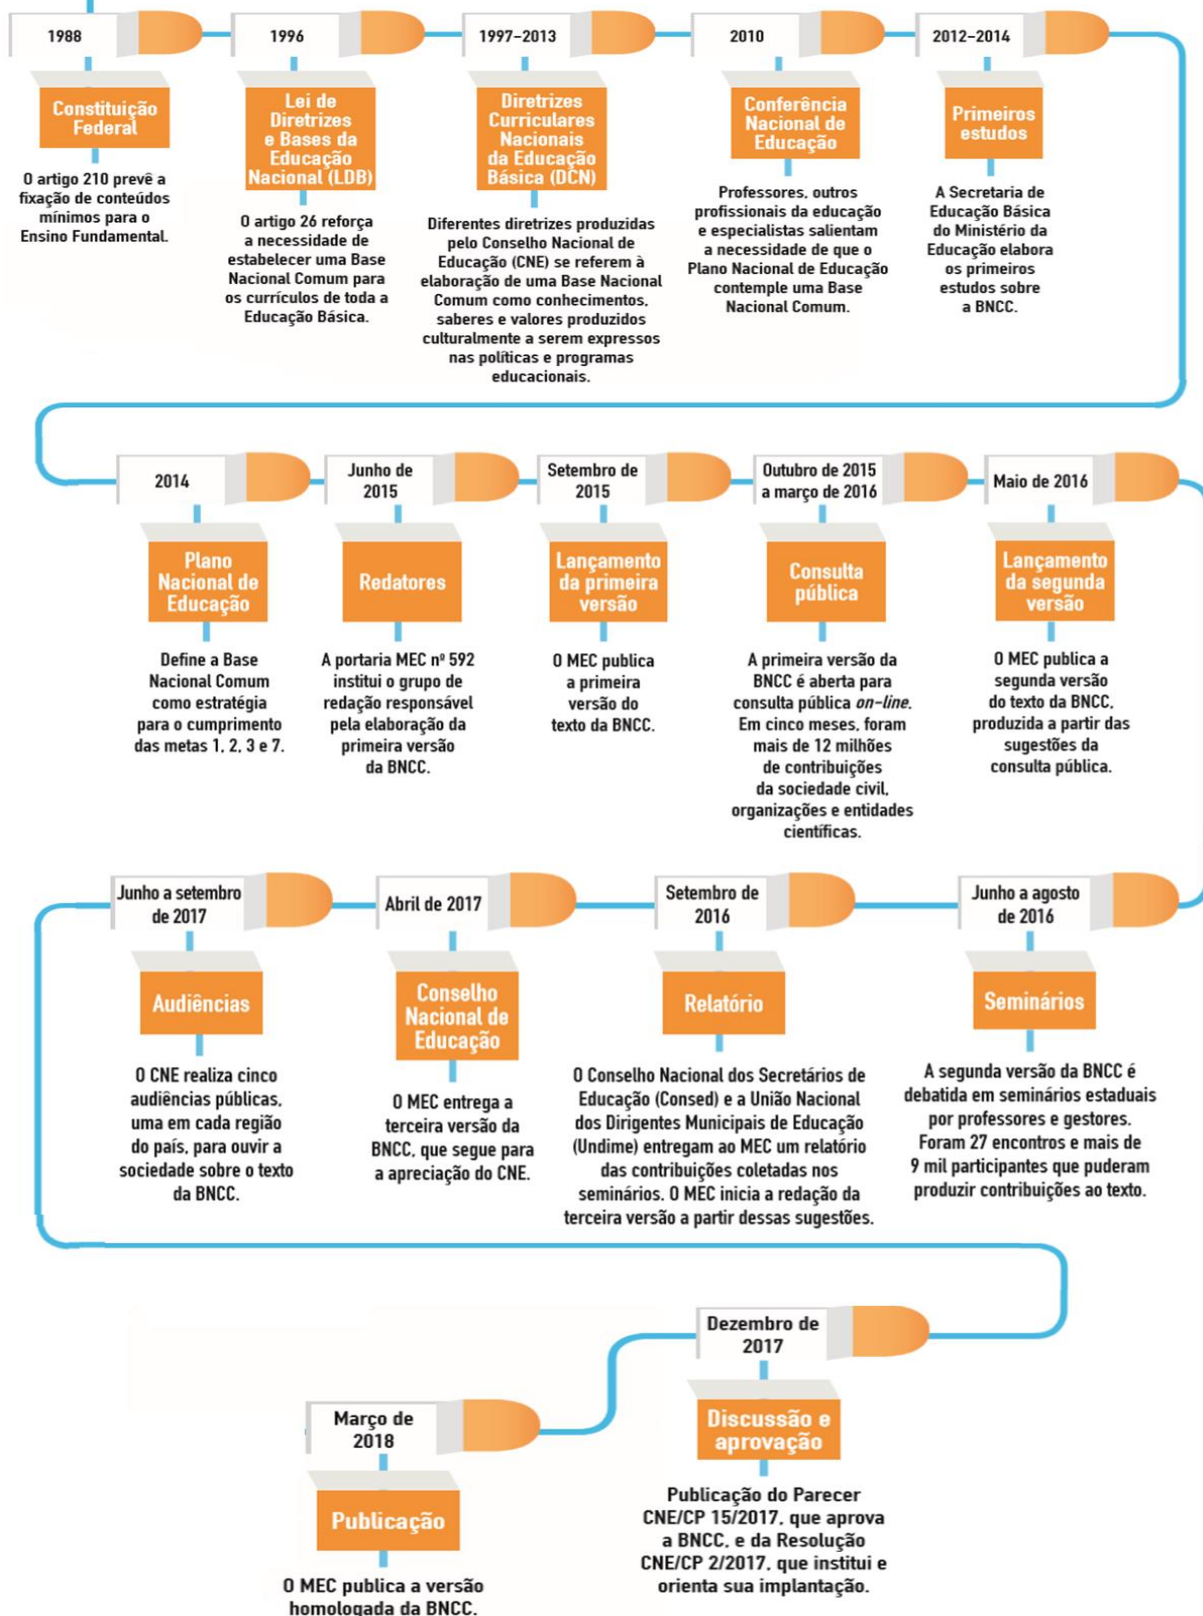 1988
Constituição
Federal
O artigo 210 prevê a
fixação de conteúdos
mínimos para o
Ensino Fundamental.
1996
Lei de
Diretrizes
e Bases da
Educação
Nacional (LDB)
O artigo 26 reforça
a necessidade de
estabelecer uma Base
Nacional Comum para
os currículos de toda a
Educação Básica.
1997-2013
Diretrizes
Curriculares
Nacionais
da Educação
Básica (DCN)
Diferentes diretrizes produzidas
pelo Conselho Nacional de
Educação (CNE) se referem à
elaboração de uma Base Nacional
Comum como conhecimentos,
saberes e valores produzidos
culturalmente a serem expressos
nas políticas e programas
educacionais.
2010
Conferência
Nacional de
Educação
Professores, outros
profissionais da educação
e especialistas salientam
a necessidade de que o
Plano Nacional de Educação
contemple uma Base
Nacional Comum.
2012-2014
Primeiros
estudos
A Secretaria de
Educação Básica
do Ministério da
Educação elabora
os primeiros
estudos sobre
a BNCC.
2014
Plano
Nacional de
Educação
Define a Base
Nacional Comum
como estratégia
para o cumprimento
das metas 1, 2, 3 e 7.
Junho de
2015
Redatores
A portaria MEC nº 592
institui o grupo de
redação responsável
pela elaboração da
primeira versão
da BNCC.
Setembro de
2015
Lançamento
da primeira
versão
O MEC publica
a primeira
versão do
texto da BNCC.
Outubro de 2015
a março de 2016
Consulta
pública
A primeira versão da
BNCC é aberta para
consulta pública on-line.
Em cinco meses, foram
mais de 12 milhões
de contribuições
da sociedade civil,
organizações e entidades
científicas.
Maio de 2016
Lançamento
da segunda
versão
O MEC publica a
segunda versão
do texto da BNCC,
produzida a partir das
sugestões da
consulta pública.
Junho a agosto
de 2016
Seminários
A segunda versão da BNCC é
debatida em seminários estaduais
por professores e gestores.
Foram 27 encontros e mais de
9 mil participantes que puderam
produzir contribuições ao texto.
Setembro de
2016
Relatório
O Conselho Nacional dos Secretários de
Educação (Consed) e a União Nacional
dos Dirigentes Municipais de Educação
(Undime) entregam ao MEC um relatório
das contribuições coletadas nos
seminários. O MEC inicia a redação da
terceira versão a partir dessas sugestões.
Abril de 2017
Conselho
Nacional de
Educação
O MEC entrega a
terceira versão da
BNCC, que segue para
a apreciação do CNE.
Junho a setembro
de 2017
Audiências
O CNE realiza cinco
audiências públicas,
uma em cada região
do país, para ouvir a
sociedade sobre o texto
da BNCC.
Dezembro de
2017
Discussão e
aprovação
Publicação do Parecer
CNE/CP 15/2017, que aprova
a BNCC, e da Resolução
CNE/CP 2/2017, que institui e
orienta sua implantação.
Março de
2018
Publicação
O MEC publica a versão
homologada da BNCC.